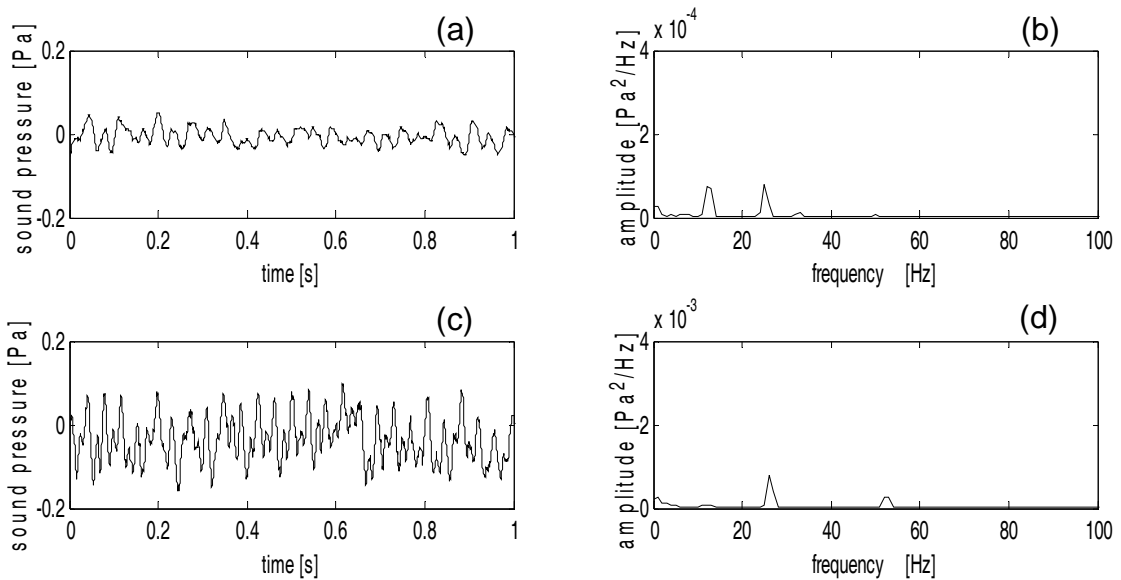 (a)
sound pressure [Pa]
0.2
0
-0.2
0 0.2 0.4 0.6 0.8 1
time [s]
(b)
x 10-4
amplitude [Pa2/Hz]
4
2
0
0 20 40 60 80 100
frequency [Hz]
(c)
sound pressure [Pa]
0.2
0
-0.2
0 0.2 0.4 0.6 0.8 1
time [s]
(d)
x 10-3
amplitude [Pa2/Hz]
4
2
0
0 20 40 60 80 100
frequency [Hz]